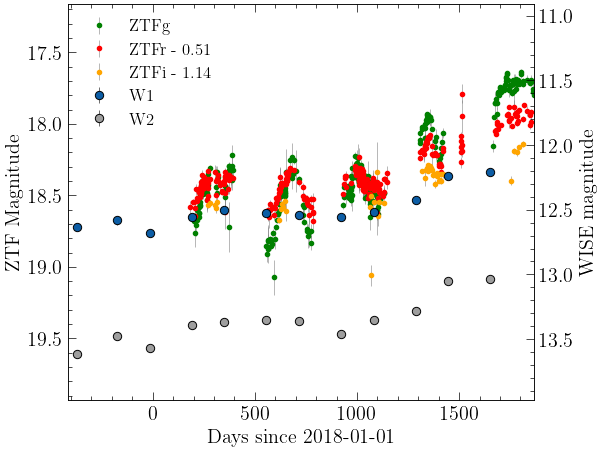 ZTFg
ZTFr - 0.51
ZTFi - 1.14
W1
W2
17.5
18.0
18.5
19.0
19.5
ZTF Magnitude
11.0
11.5
12.0
12.5
13.0
13.5
WISE magnitude
0
500
1000
1500
Days since 2018-01-01